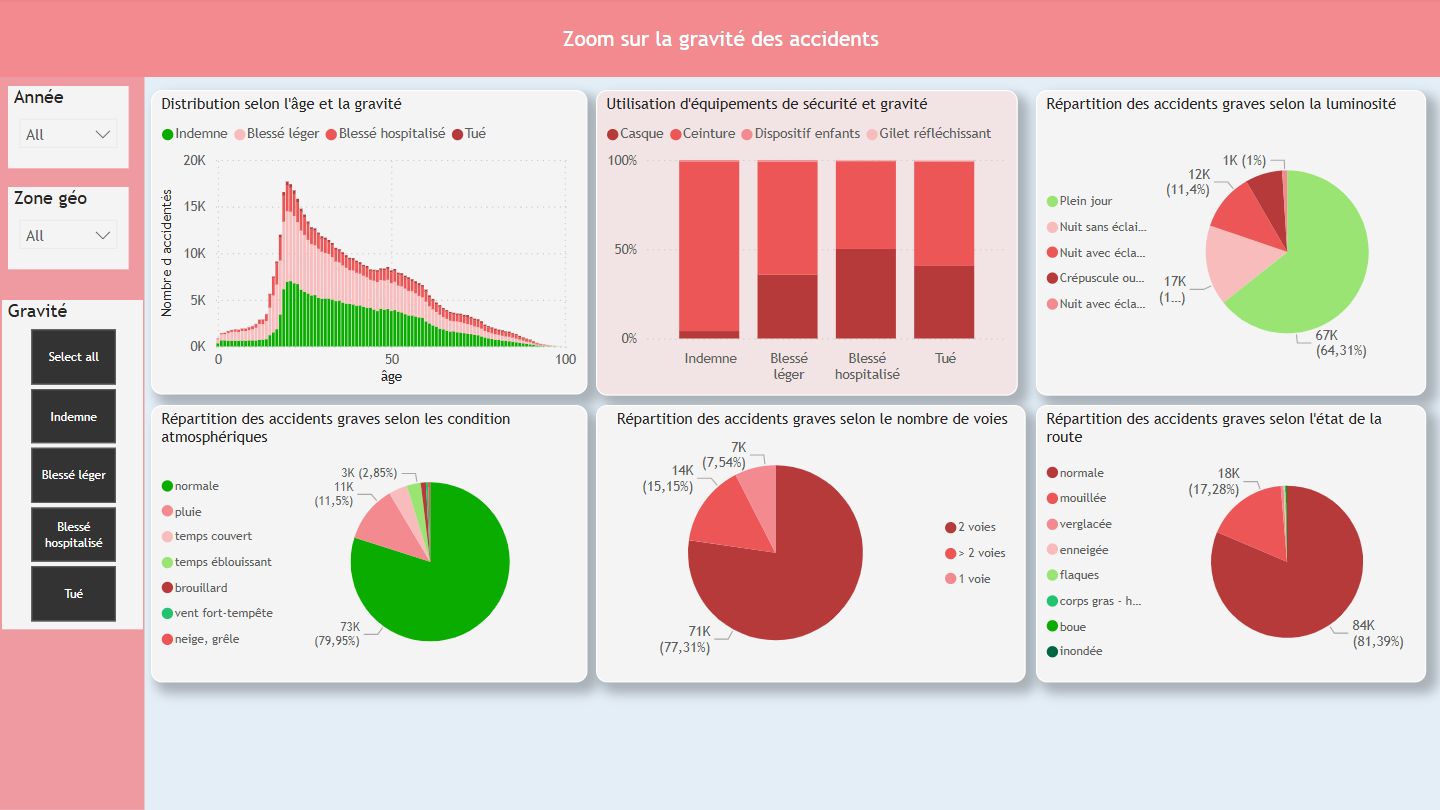 Zoom sur la gravité des accidents
Année
All
Zone géo
All
Gravité
Select all
Indemne
Blessé léger
Blessé
hospitalisé
Tué
Distribution selon l'âge et la gravité
Indemne Blessé léger Blessé hospitalisé Tué
Nombre d accidentés
20K
15K
10K
5K
0K
0 50 100
âge
Utilisation d'équipements de sécurité et gravité
Casque Ceinture Dispositif enfants Gilet réfléchissant
100%
50%
0%
Indemne
Blessé
léger
Blessé
hospitalisé
Tué
Répartition des accidents graves selon la luminosité
Plein jour
Nuit sans éclai...
Nuit avec écla...
Crépuscule ou...
Nuit avec écla...
1K (1%)
12K
(11,4%)
17K
(1...)
67K
(64,31%)
Répartition des accidents graves selon les condition
atmosphériques
normale
pluie
temps couvert
temps éblouissant
brouillard
vent fort-tempête
neige, grêle
3K (2,85%)
11K
(11,5%)
73K
(79,95%)
Répartition des accidents graves selon le nombre de voies
7K
(7,54%)
14K
(15,15%)
71K
(77,31%)
2 voies
> 2 voies
1 voie
Répartition des accidents graves selon l'état de la
route
normale
mouillée
verglacée
enneigée
flaques
corps gras - h...
boue
inondée
18K
(17,28%)
84K
(81,39%)